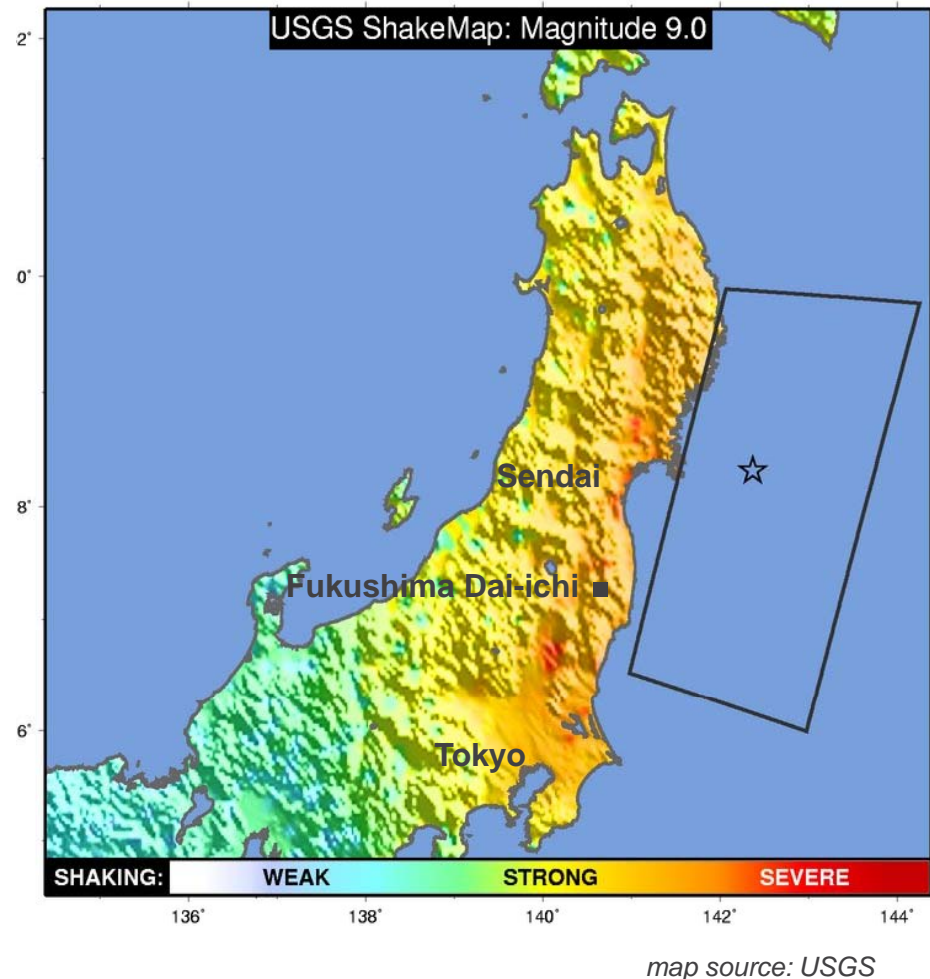 USGS ShakeMap: Magnitude 9.0
2°
0°
Sendai
8°
Fukushima Dai-ichi
6°
Tokyo
SHAKING: WEAK STRONG SEVERE
136° 138° 140° 142° 144°
map source: USGS